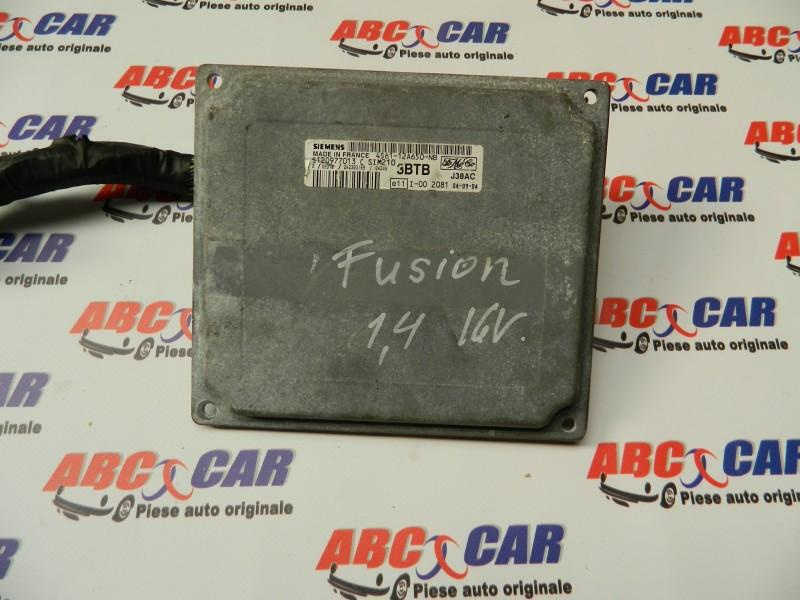 ABC CAR
Piese auto originale
SIEMENS
MADE IN FRANCE 4S61-12A650-NB
S120977013 C SIM210
3BTB
J38AC
e11 I-00 2081 04-09-04
Fusion
1,4 16V.